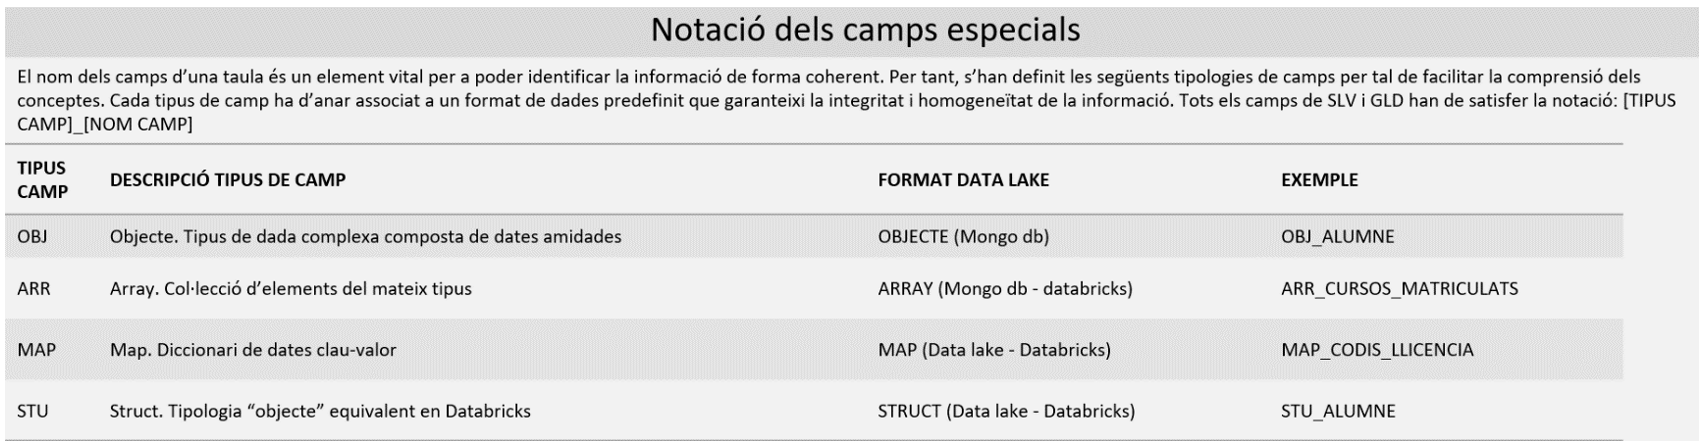 Notació dels camps especials
El nom dels camps d’una taula és un element vital per a poder identificar la informació de forma coherent. Per tant, s’han definit les següents tipologies de camps per tal de facilitar la comprensió dels
conceptes. Cada tipus de camp ha d’anar associat a un format de dades predefinit que garanteixi la integritat i homogeneïtat de la informació. Tots els camps de SLV i GLD han de satisfer la notació: [TIPUS
CAMP]_[NOM CAMP]
TIPUS CAMP DESCRIPCIÓ TIPUS DE CAMP FORMAT DATA LAKE EXEMPLE
OBJ Objecte. Tipus de dada complexa composta de dates amidades OBJECTE (Mongo db) OBJ_ALUMNE
ARR Array. Col·lecció d’elements del mateix tipus ARRAY (Mongo db - databricks) ARR_CURSOS_MATRICULATS
MAP Map. Diccionari de dates clau-valor MAP (Data lake - Databricks) MAP_CODIS_LLICENCIA
STU Struct. Tipologia “objecte” equivalent en Databricks STRUCT (Data lake - Databricks) STU_ALUMNE